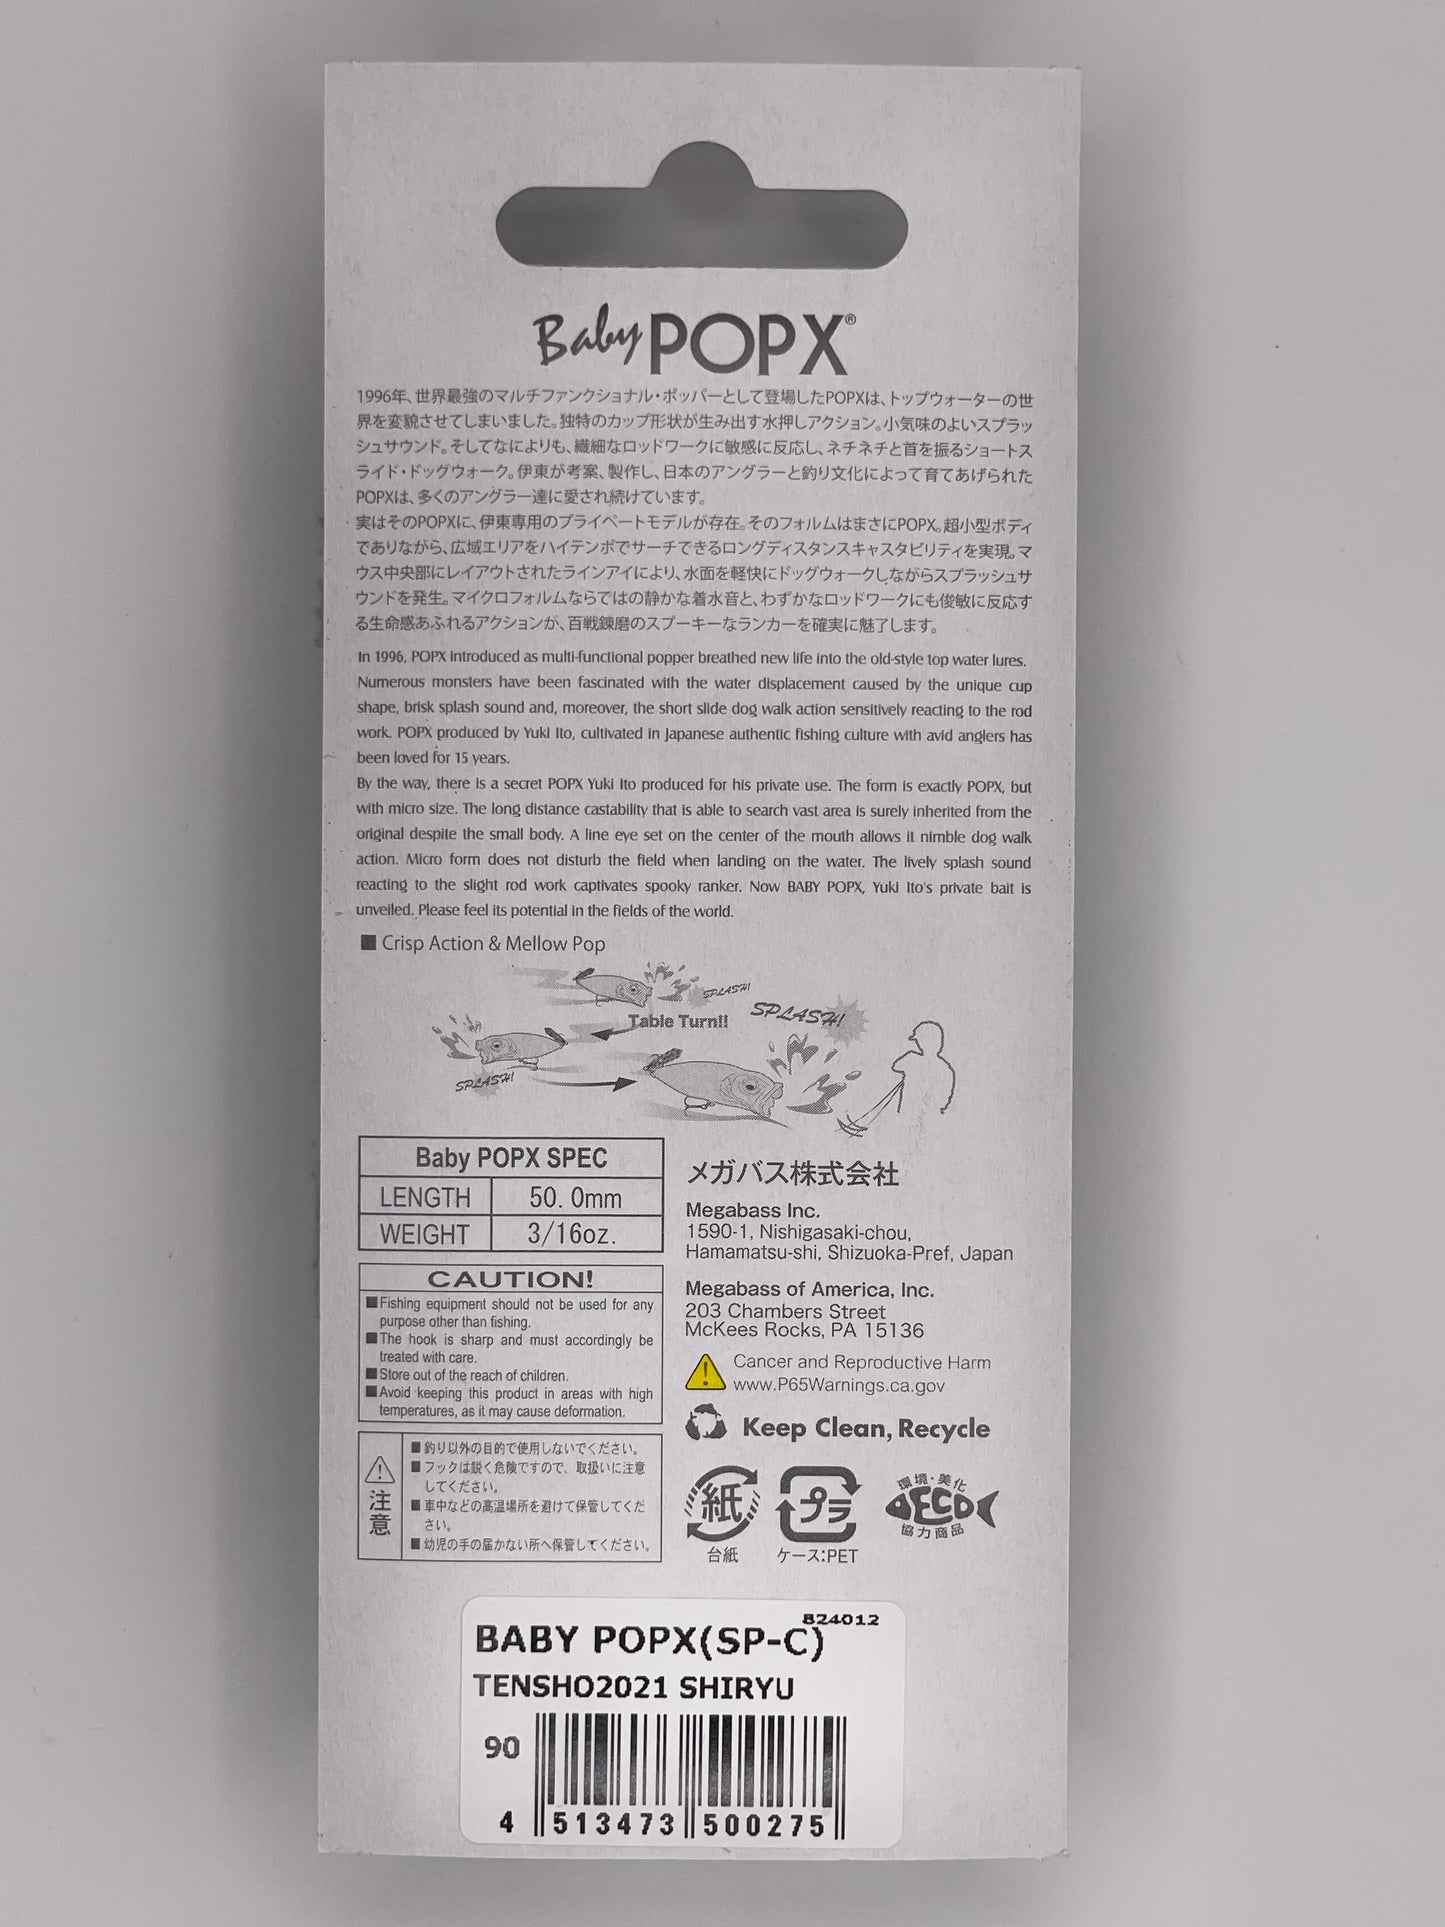 Baby POPX®
1996年、世界最強のマルチファンクショナル・ポッパーとして登場したPOPXは、トップウォーターの世
界を変貌させてしまいました。独特のカップ形状が生み出す水押しアクション。小気味のよいスプラッ
シュサウンド。そしてなによりも、繊細なロッドワークに敏感に反応し、ネチネチと首を振るショートス
ライド・ドッグウォーク。伊東が考案、製作し、日本のアングラーと釣り文化によって育てあげられた
POPXは、多くのアングラー達に愛され続けています。
実はそのPOPXに、伊東専用のプライベートモデルが存在。そのフォルムはまさにPOPX。超小型ボディ
でありながら、広域エリアをハイテンポでサーチできるロングディスタンスキャスタビリティを実現。マ
ウス中央部にレイアウトされたラインアイにより、水面を軽快にドッグウォークしながらスプラッシュサ
ウンドを発生。マイクロフォルムならではの静かな着水音と、わずかなロッドワークにも俊敏に反応す
る生命感あふれるアクションが、百戦錬磨のスプーキーなランカーを確実に魅了します。
In 1996, POPX introduced as multi-functional popper breathed new life into the old-style top water lures.
Numerous monsters have been fascinated with the water displacement caused by the unique cup
shape, brisk splash sound and, moreover, the short slide dog walk action sensitively reacting to the rod
work. POPX produced by Yuki Ito, cultivated in Japanese authentic fishing culture with avid anglers has
been loved for 15 years.
By the way, there is a secret POPX Yuki Ito produced for his private use. The form is exactly POPX, but
with micro size. The long distance castability that is able to search vast area is surely inherited from the
original despite the small body. A line eye set on the center of the mouth allows it nimble dog walk
action. Micro form does not disturb the field when landing on the water. The lively splash sound
reacting to the slight rod work captivates spooky ranker. Now BABY POPX, Yuki Ito's private bait is
unveiled. Please feel its potential in the fields of the world.
■ Crisp Action & Mellow Pop
SPLASH!
SPLASH!
Table Turn!!
SPLASH!
Baby POPX SPEC
LENGTH 50.0mm
WEIGHT 3/16oz.
CAUTION!
■Fishing equipment should not be used for any
purpose other than fishing.
■The hook is sharp and must accordingly be
treated with care.
■Store out of the reach of children.
■Avoid keeping this product in areas with high
temperatures, as it may cause deformation.
注意
■釣り以外の目的で使用しないでください。
■フックは鋭く危険ですので、取扱いに注意
してください。
■車中などの高温場所を避けて保管してくだ
さい。
■幼児の手の届かない所へ保管してください。
メガバス株式会社
Megabass Inc.
1590-1, Nishigasaki-chou,
Hamamatsu-shi, Shizuoka-Pref, Japan
Megabass of America, Inc.
203 Chambers Street
McKees Rocks, PA 15136
Cancer and Reproductive Harm
www.P65Warnings.ca.gov
Keep Clean, Recycle
紙
台紙
プラ
ケース:PET
環境・美化
ECO
協力商品
824012
BABY POPX(SP-C)
TENSHO2021 SHIRYU
90
4 513473 500275